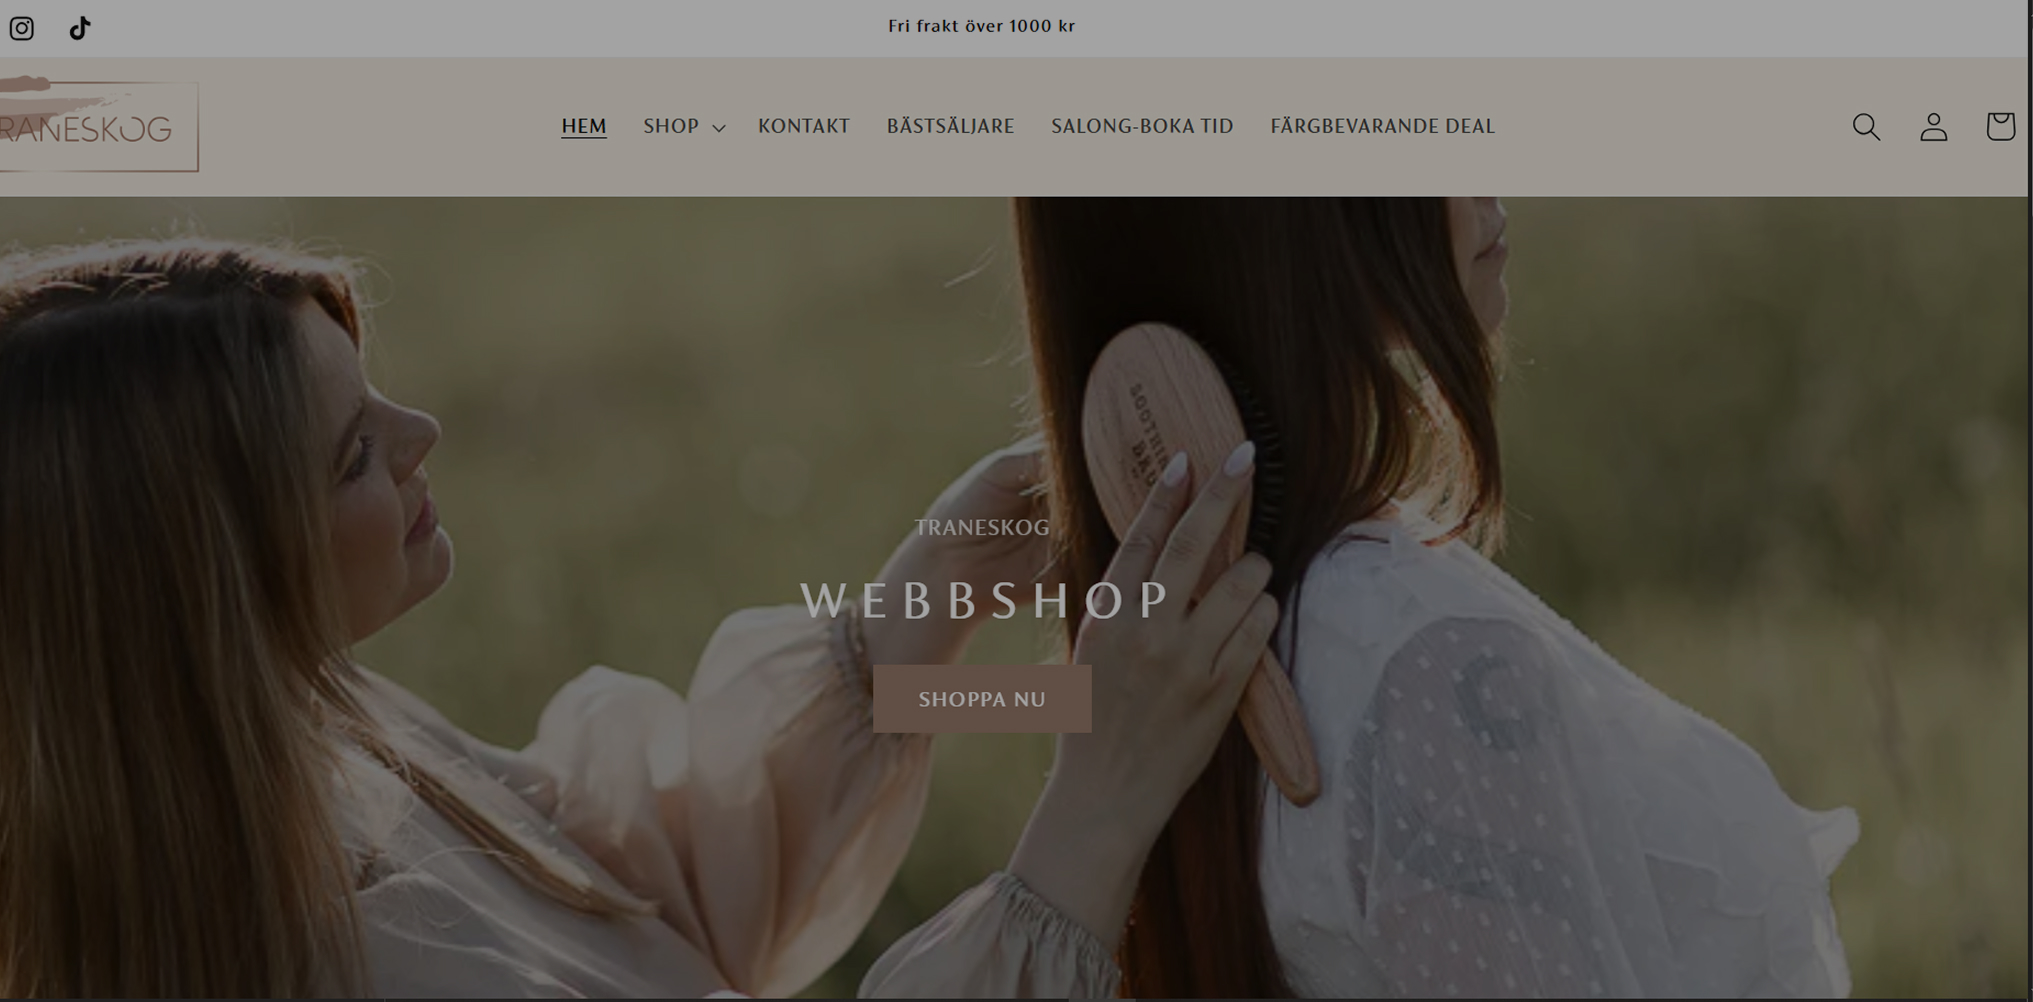 Fri frakt över 1000 kr
RANESKOG
HEM SHOP KONTAKT BÄSTSÄLJARE SALONG-BOKA TID FÄRGBEVARANDE DEAL
TRANESKOG
WEBBSHOP
SHOPPA NU